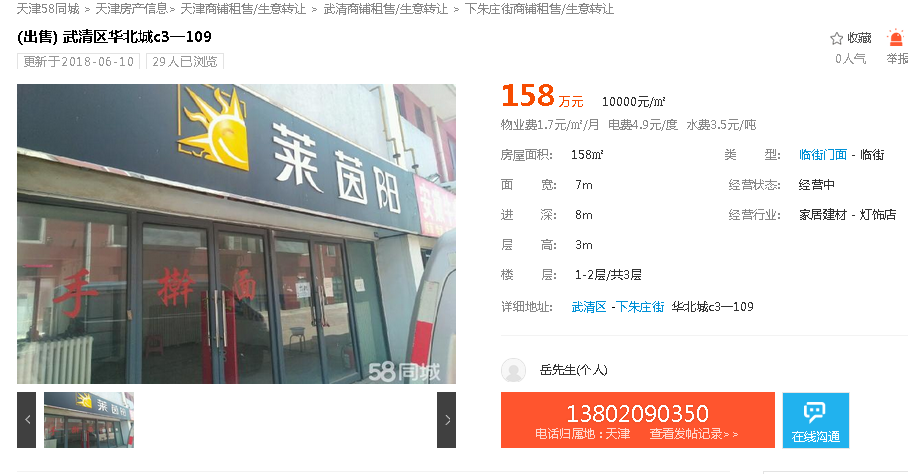 天津58同城 > 天津房产信息 > 天津商铺租售/生意转让 > 武清商铺租售/生意转让 > 下朱庄街商铺租售/生意转让
(出售) 武清区华北城c3—109
收藏
更新于2018-06-10 29人已浏览
0人气 举报
莱茵阳
手擀面
58同城
158 万元 10000元/㎡
物业费1.7元/㎡/月 电费4.9元/度 水费3.5元/吨
房屋面积: 158㎡ 类 型: 临街门面 - 临街
面 宽: 7m 经营状态: 经营中
进 深: 8m 经营行业: 家居建材 - 灯饰店
层 高: 3m
楼 层: 1-2层/共3层
详细地址: 武清区 -下朱庄街 华北城c3—109
岳先生(个人)
13802090350
电话归属地:天津 查看发帖记录>>
在线沟通